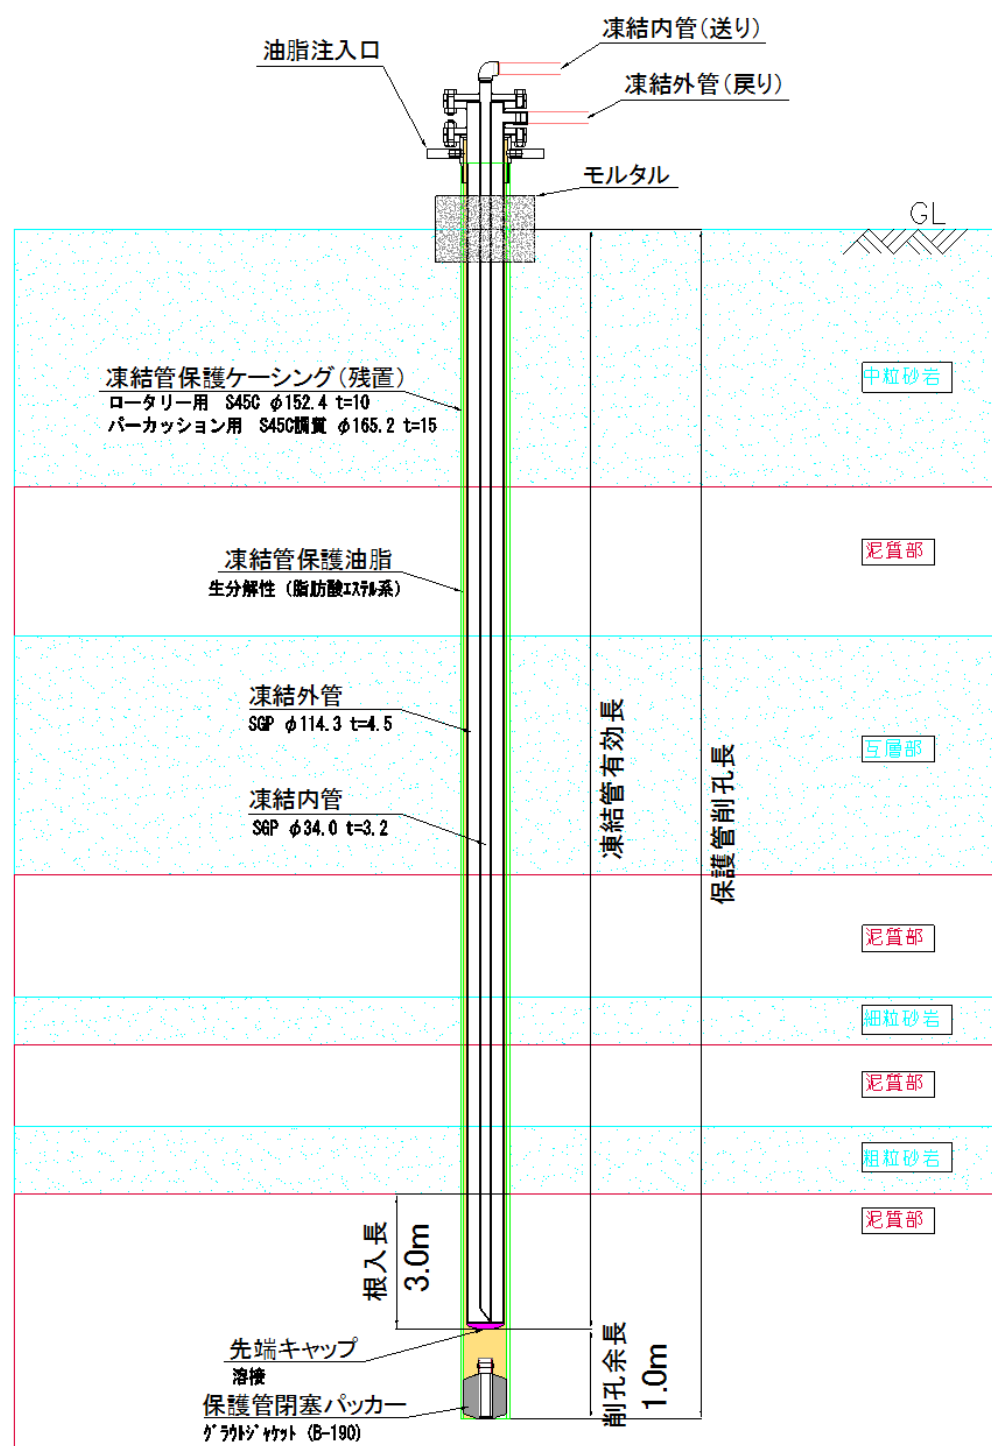 凍結内管(送り)
油脂注入口
凍結外管(戻り)
モルタル
GL
凍結管保護ケーシング(残置)
ロータリー用 S45C φ152.4 t=10
パーカッション用 S45C調質 φ165.2 t=15
中粒砂岩
泥質部
凍結管保護油脂
生分解性 (脂肪酸エステル系)
凍結外管
SGP φ114.3 t=4.5
互層部
凍結管有効長
保護管削孔長
凍結内管
SGP φ34.0 t=3.2
泥質部
細粒砂岩
泥質部
粗粒砂岩
泥質部
根入長
3.0m
先端キャップ
溶接
削孔余長
1.0m
保護管閉塞パッカー
グラウトジャケット (B-190)